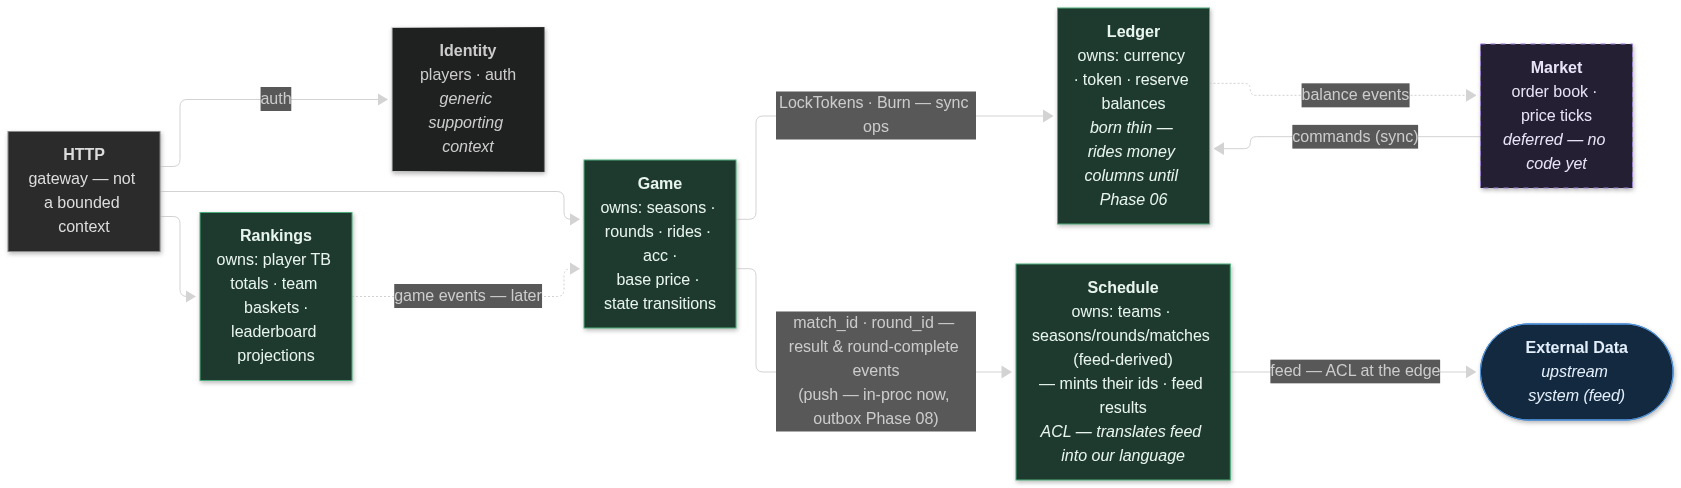 HTTP
gateway — not
a bounded
context
auth
Identity
players · auth
generic
supporting
context
Rankings
owns: player TB
totals · team
baskets ·
leaderboard
projections
game events — later
Game
owns: seasons ·
rounds · rides ·
acc ·
base price ·
state transitions
LockTokens · Burn — sync
ops
match_id · round_id —
result & round-complete
events
(push — in-proc now,
outbox Phase 08)
Ledger
owns: currency
· token · reserve
balances
born thin —
rides money
columns until
Phase 06
Schedule
owns: teams ·
seasons/rounds/matches
(feed-derived)
— mints their ids · feed
results
ACL — translates feed
into our language
balance events
commands (sync)
feed — ACL at the edge
Market
order book ·
price ticks
deferred — no
code yet
External Data
upstream
system (feed)